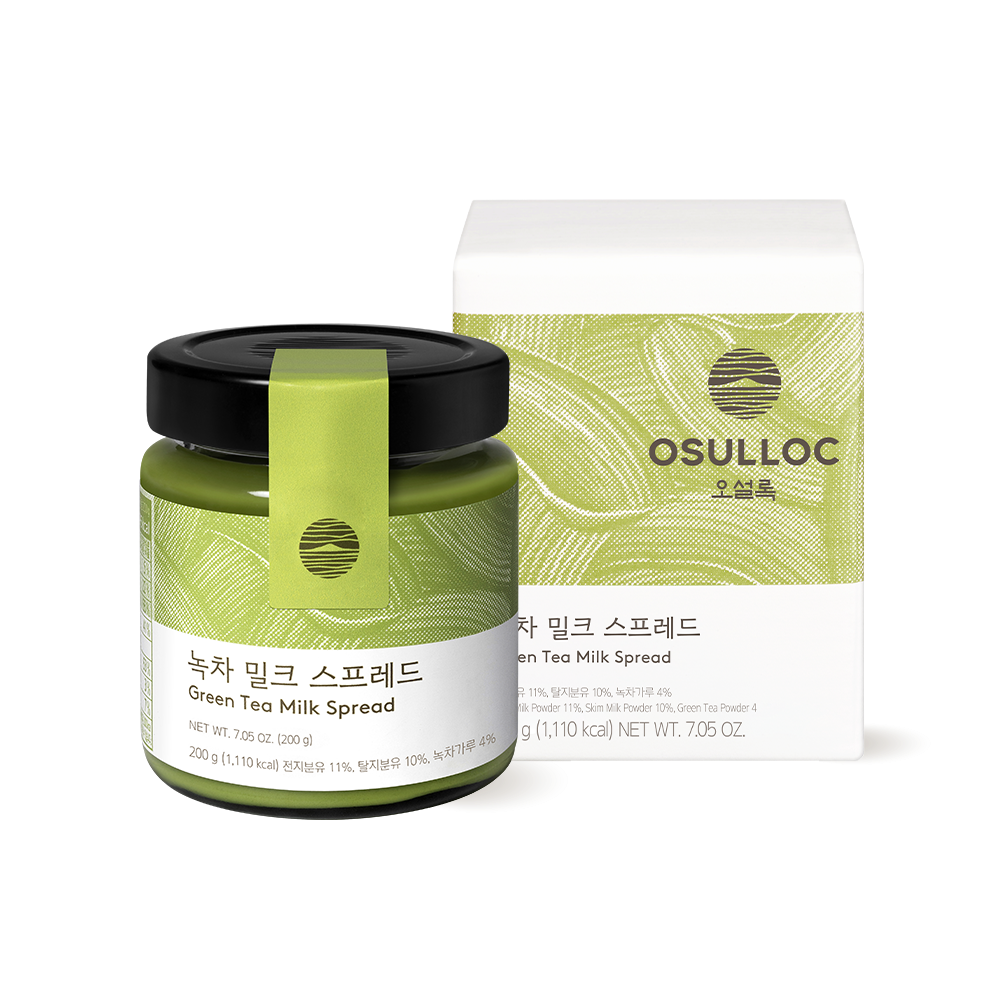 녹차 밀크 스프레드
Green Tea Milk Spread
NET WT. 7.05 OZ. (200 g)
200 g (1,110 kcal) 전지분유 11%, 탈지분유 10%, 녹차가루 4%
OSULLOC
오설록
차 밀크 스프레드
en Tea Milk Spread
유 11%, 탈지분유 10%, 녹차가루 4%
Milk Powder 11%, Skim Milk Powder 10%, Green Tea Powder 4
g (1,110 kcal) NET WT. 7.05 OZ.